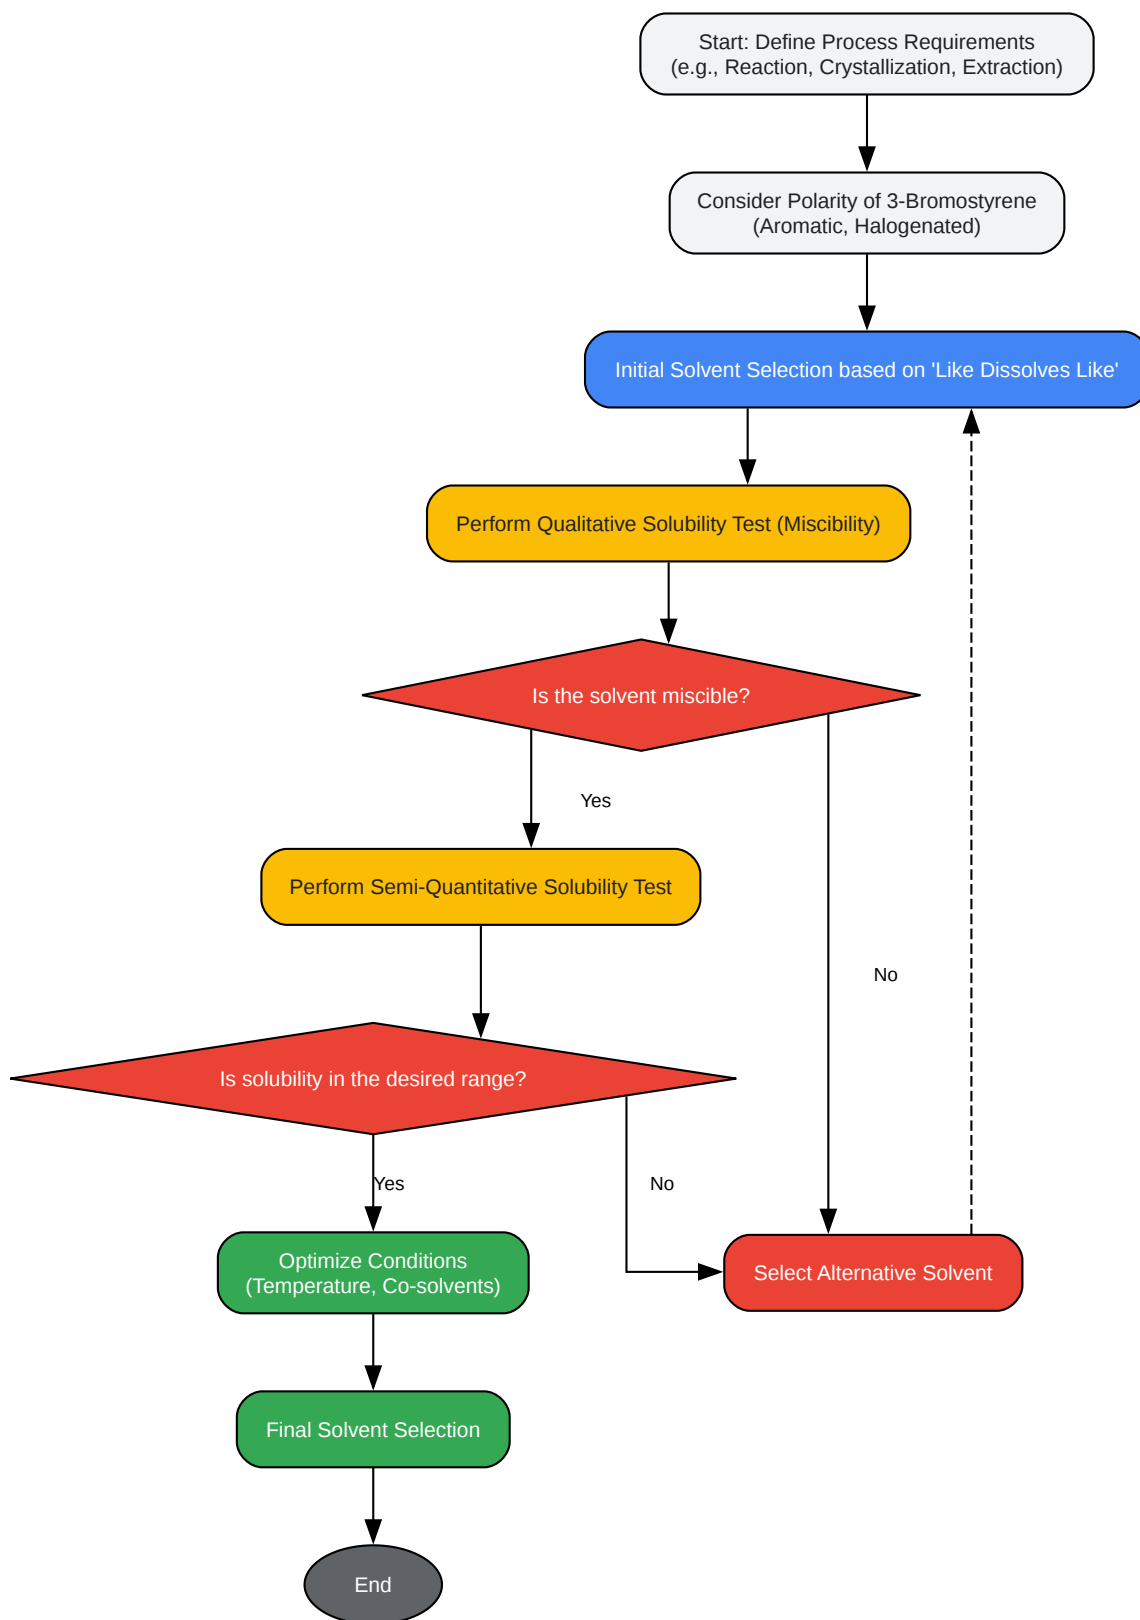 Start: Define Process Requirements
(e.g., Reaction, Crystallization, Extraction)
Consider Polarity of 3-Bromostyrene
(Aromatic, Halogenated)
Initial Solvent Selection based on 'Like Dissolves Like'
Perform Qualitative Solubility Test (Miscibility)
Is the solvent miscible?
Yes
Perform Semi-Quantitative Solubility Test
No
Is solubility in the desired range?
Yes
No
Optimize Conditions
(Temperature, Co-solvents)
Select Alternative Solvent
Final Solvent Selection
End